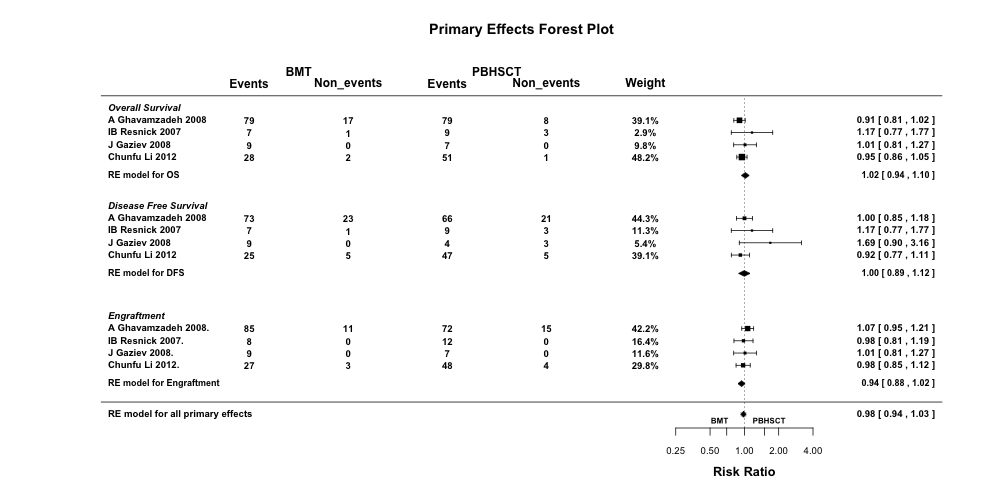 Primary Effects Forest Plot
BMT PBHSCT
Events Non_events Events Non_events Weight
Overall Survival
A Ghavamzadeh 2008 79 17 79 8 39.1% 0.91 [ 0.81 , 1.02 ]
IB Resnick 2007 7 1 9 3 2.9% 1.17 [ 0.77 , 1.77 ]
J Gaziev 2008 9 0 7 0 9.8% 1.01 [ 0.81 , 1.27 ]
Chunfu Li 2012 28 2 51 1 48.2% 0.95 [ 0.86 , 1.05 ]
RE model for OS 1.02 [ 0.94 , 1.10 ]
Disease Free Survival
A Ghavamzadeh 2008 73 23 66 21 44.3% 1.00 [ 0.85 , 1.18 ]
IB Resnick 2007 7 1 9 3 11.3% 1.17 [ 0.77 , 1.77 ]
J Gaziev 2008 9 0 4 3 5.4% 1.69 [ 0.90 , 3.16 ]
Chunfu Li 2012 25 5 47 5 39.1% 0.92 [ 0.77 , 1.11 ]
RE model for DFS 1.00 [ 0.89 , 1.12 ]
Engraftment
A Ghavamzadeh 2008. 85 11 72 15 42.2% 1.07 [ 0.95 , 1.21 ]
IB Resnick 2007. 8 0 12 0 16.4% 0.98 [ 0.81 , 1.19 ]
J Gaziev 2008. 9 0 7 0 11.6% 1.01 [ 0.81 , 1.27 ]
Chunfu Li 2012. 27 3 48 4 29.8% 0.98 [ 0.85 , 1.12 ]
RE model for Engraftment 0.94 [ 0.88 , 1.02 ]
RE model for all primary effects 0.98 [ 0.94 , 1.03 ]
BMT PBHSCT
0.25 0.50 1.00 2.00 4.00
Risk Ratio